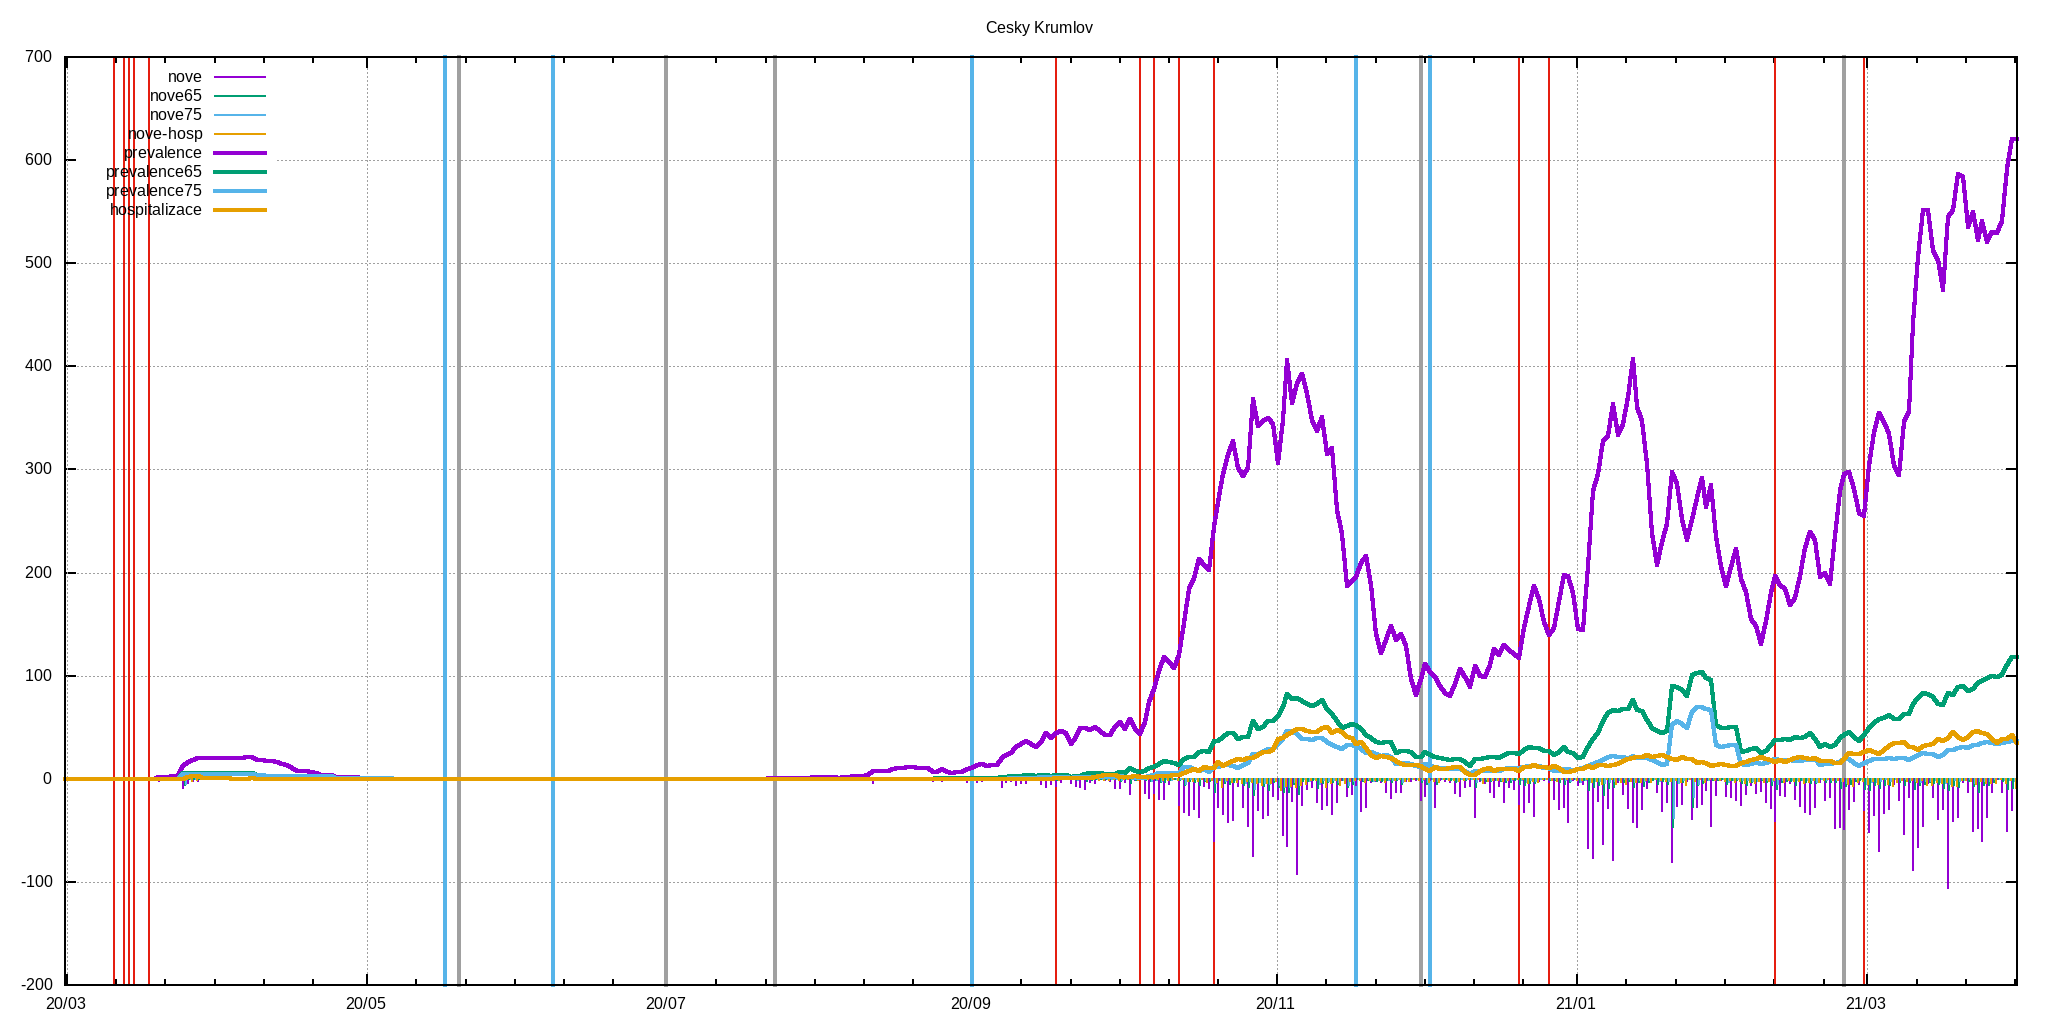 Cesky Krumlov
700
600
500
400
300
200
100
0
-100
-200
nove
nove65
nove75
nove-hosp
prevalence
prevalence65
prevalence75
hospitalizace
20/03 20/05 20/07 20/09 20/11 21/01 21/03